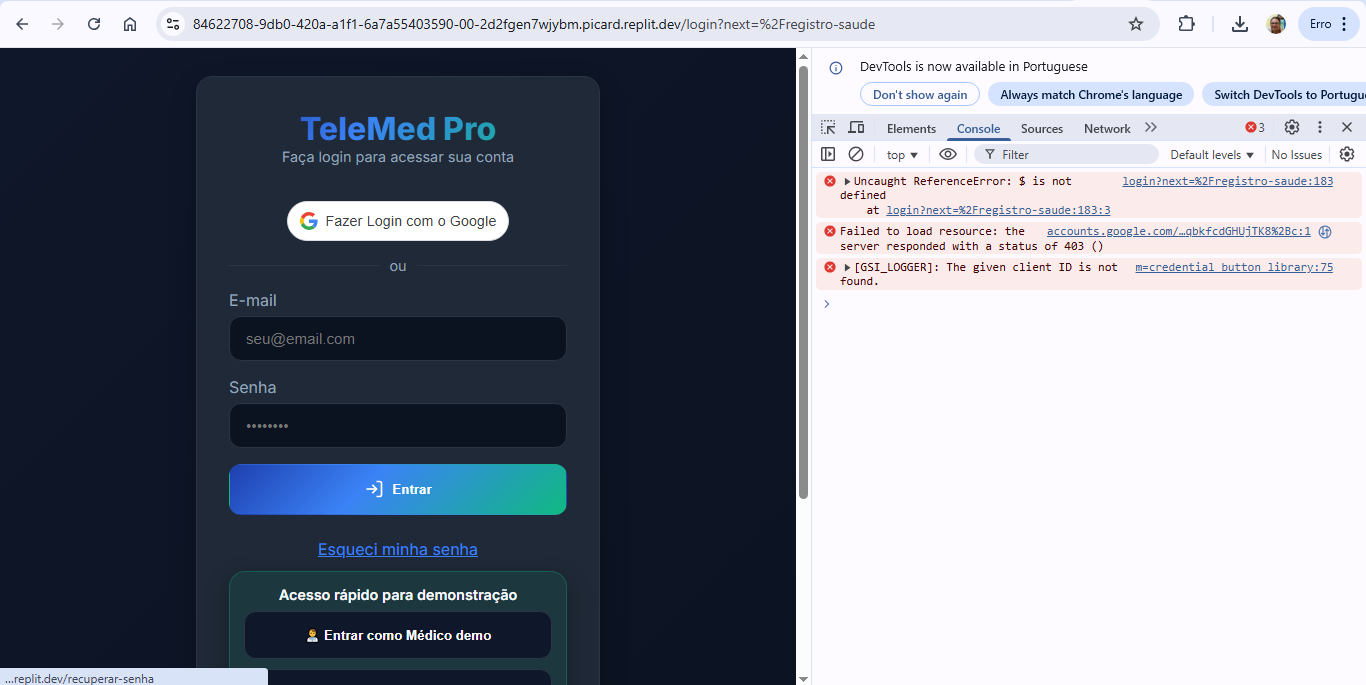 84622708-9db0-420a-a1f1-6a7a55403590-00-2d2fgen7wjybm.picard.replit.dev/login?next=%2Fregistro-saude
Erro
TeleMed Pro
Faça login para acessar sua conta
Fazer Login com o Google
ou
E-mail
seu@email.com
Senha
••••••••
Entrar
Esqueci minha senha
Acesso rápido para demonstração
Entrar como Médico demo
...replit.dev/recuperar-senha
DevTools is now available in Portuguese
Don't show again
Always match Chrome's language
Switch DevTools to Portugue
Elements
Console
Sources
Network
3
top
Filter
Default levels
No Issues
Uncaught ReferenceError: $ is not login?next=%2Fregistro-saude:183
defined
at login?next=%2Fregistro-saude:183:3
Failed to load resource: the accounts.google.com/…qbkfcdGHUjTK8%2Bc:1
server responded with a status of 403 ()
[GSI_LOGGER]: The given client ID is not m=credential_button_library:75
found.